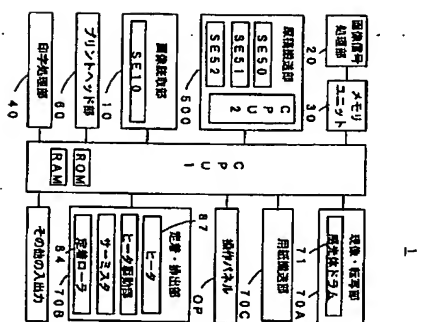 画像信号
処理部
20
メモリ
ユニット
30
原稿搬送部
SE50
SE51
SE52
CPU2
500
画像読取部
SE10
10
プリントヘッド部
60
印字処理部
40
CPU1
ROM
RAM
現像・転写部
感光体ドラム
71
70A
用紙搬送部
70C
操作パネル
OP
定着・排出部
ヒータ
ヒータ駆動部
サーミスタ
定着ローラ
87
84
70B
その他の入出力
1